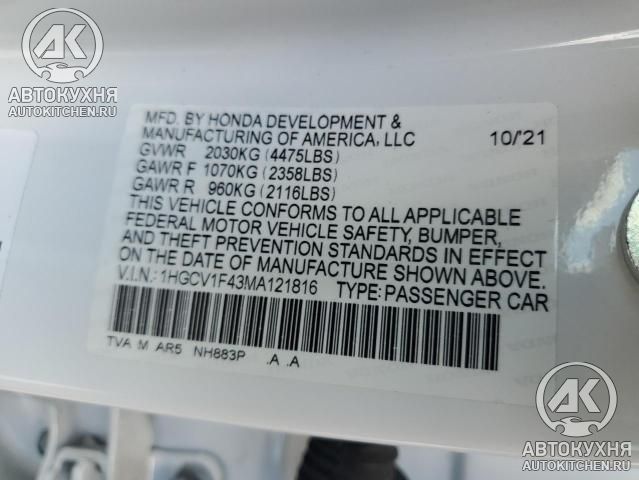 AK
АВТОКУХНЯ
AUTOKITCHEN.RU
MFD. BY HONDA DEVELOPMENT &
MANUFACTURING OF AMERICA, LLC 10/'21
GVWR 2030KG (4475LBS)
GAWR F 1070KG (2358LBS)
GAWR R 960KG (2116LBS)
THIS VEHICLE CONFORMS TO ALL APPLICABLE
FEDERAL MOTOR VEHICLE SAFETY, BUMPER,
AND THEFT PREVENTION STANDARDS IN EFFECT
ON THE DATE OF MANUFACTURE SHOWN ABOVE.
V.I.N.: 1HGCV1F43MA121816 TYPE: PASSENGER CAR
TVA M AR5 NH883P .A .A
AK
АВТОКУХНЯ
AUTOKITCHEN.RU